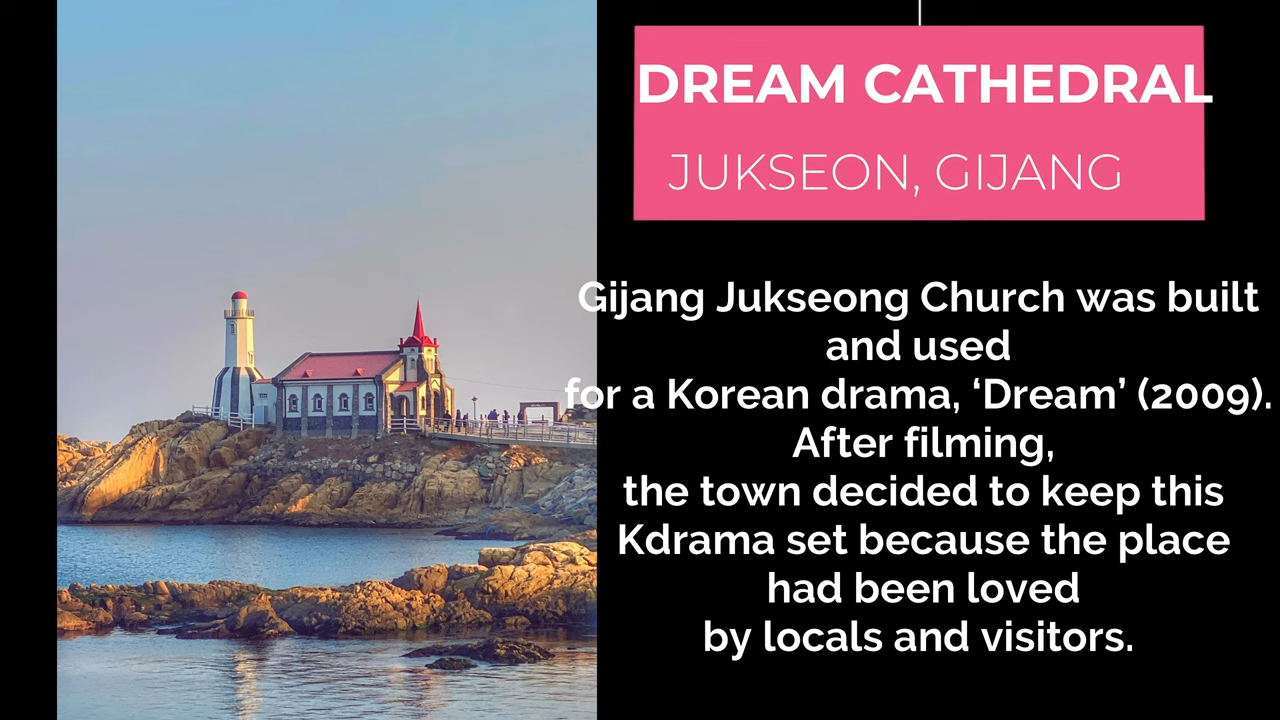 DREAM CATHEDRAL
JUKSEON, GIJANG
Gijang Jukseong Church was built
and used
for a Korean drama, ‘Dream’ (2009).
After filming,
the town decided to keep this
Kdrama set because the place
had been loved
by locals and visitors.